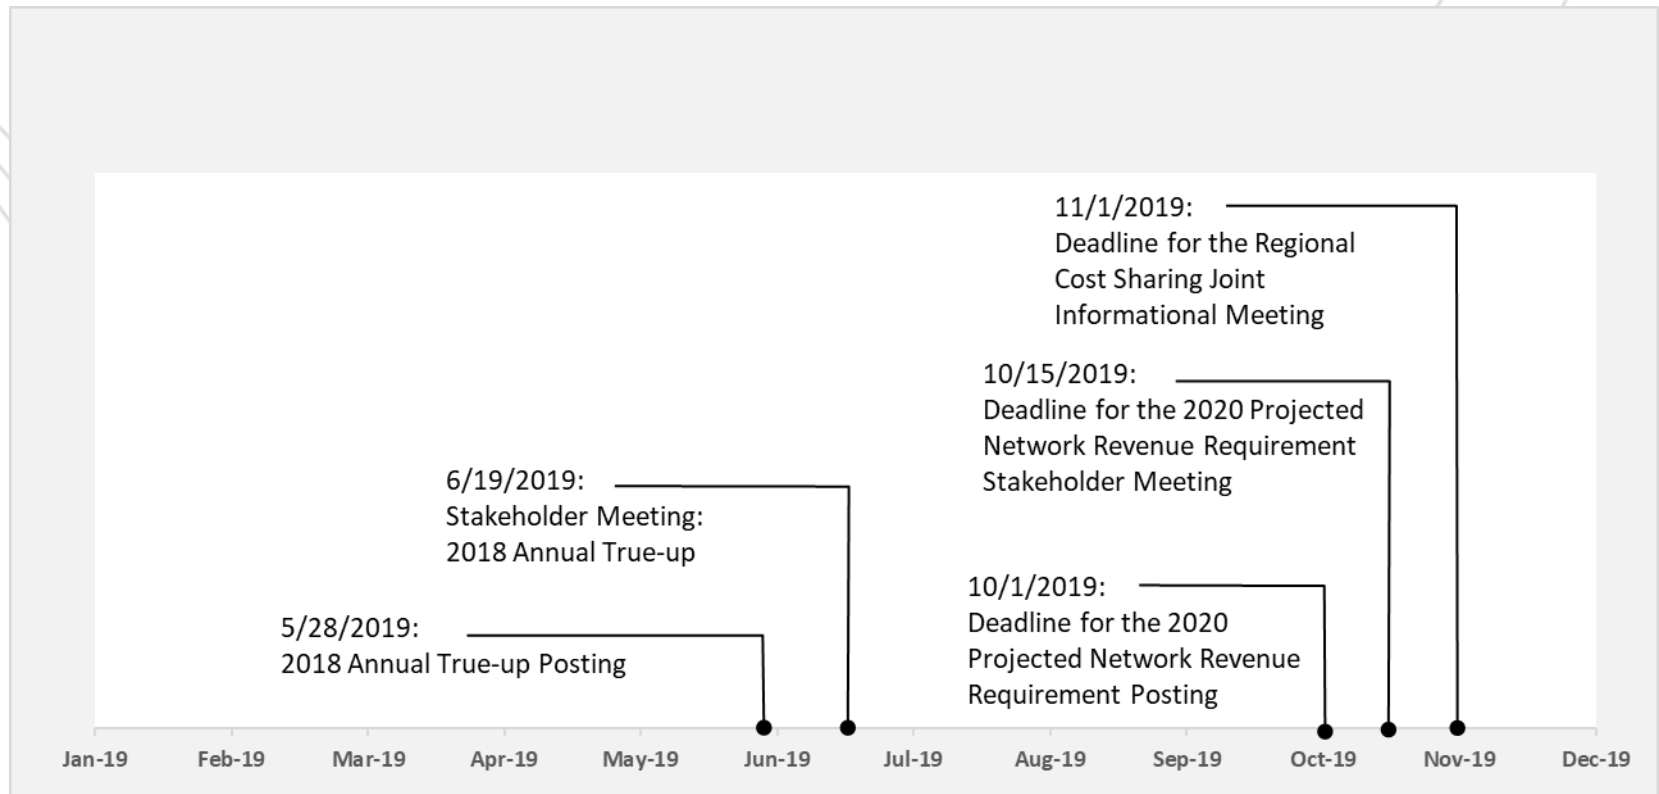 11/1/2019:
Deadline for the Regional
Cost Sharing Joint
Informational Meeting
10/15/2019:
Deadline for the 2020 Projected
Network Revenue Requirement
Stakeholder Meeting
6/19/2019:
Stakeholder Meeting:
2018 Annual True-up
10/1/2019:
Deadline for the 2020
Projected Network Revenue
Requirement Posting
5/28/2019:
2018 Annual True-up Posting
Jan-19
Feb-19
Mar-19
Apr-19
May-19
Jun-19
Jul-19
Aug-19
Sep-19
Oct-19
Nov-19
Dec-19